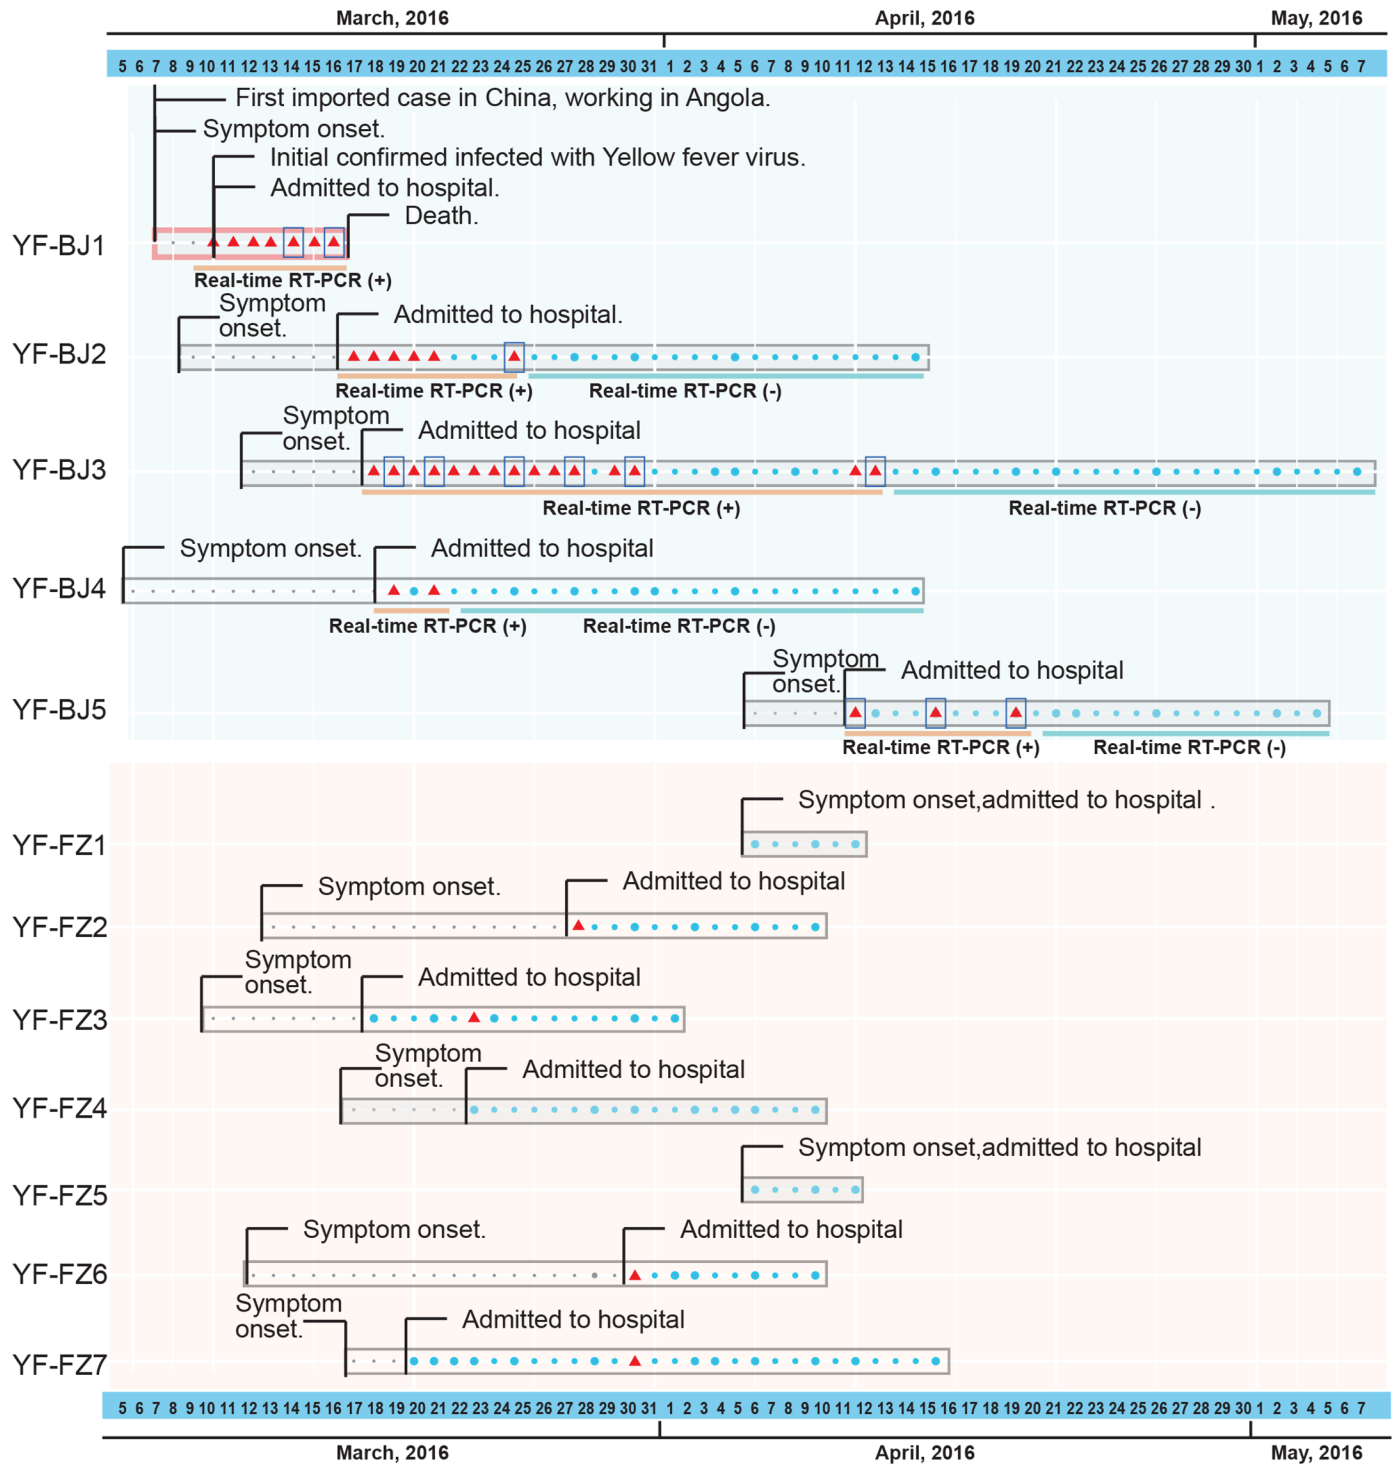 March, 2016 April, 2016 May, 2016
5 6 7 8 9 10 11 12 13 14 15 16 17 18 19 20 21 22 23 24 25 26 27 28 29 30 31 1 2 3 4 5 6 7 8 9 10 11 12 13 14 15 16 17 18 19 20 21 22 23 24 25 26 27 28 29 30 1 2 3 4 5 6 7
First imported case in China, working in Angola.
Symptom onset.
Initial confirmed infected with Yellow fever virus.
Admitted to hospital.
Death.
YF-BJ1
Real-time RT-PCR (+)
Symptom
onset.
Admitted to hospital.
YF-BJ2
Real-time RT-PCR (+) Real-time RT-PCR (-)
Symptom
onset.
Admitted to hospital
YF-BJ3
Real-time RT-PCR (+) Real-time RT-PCR (-)
Symptom onset. Admitted to hospital
YF-BJ4
Real-time RT-PCR (+) Real-time RT-PCR (-)
Symptom
onset.
Admitted to hospital
YF-BJ5
Real-time RT-PCR (+) Real-time RT-PCR (-)
Symptom onset,admitted to hospital .
YF-FZ1
Symptom onset. Admitted to hospital
YF-FZ2
Symptom
onset.
Admitted to hospital
YF-FZ3
Symptom
onset.
Admitted to hospital
YF-FZ4
Symptom onset,admitted to hospital
YF-FZ5
Symptom onset. Admitted to hospital
YF-FZ6
Symptom
onset.
Admitted to hospital
YF-FZ7
5 6 7 8 9 10 11 12 13 14 15 16 17 18 19 20 21 22 23 24 25 26 27 28 29 30 31 1 2 3 4 5 6 7 8 9 10 11 12 13 14 15 16 17 18 19 20 21 22 23 24 25 26 27 28 29 30 1 2 3 4 5 6 7
March, 2016 April, 2016 May, 2016